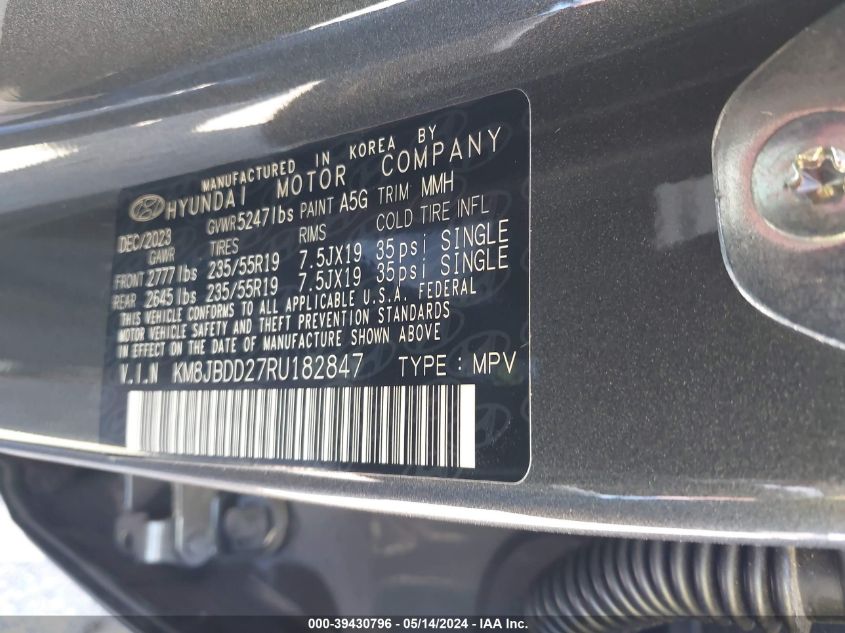 MANUFACTURED IN KOREA BY
HYUNDAI MOTOR COMPANY
DEC/2023 GVWR 5247lbs PAINT A5G TRIM MMH
GAWR TIRES RIMS COLD TIRE INFL
FRONT 2777lbs 235/55R19 7.5JX19 35psi SINGLE
REAR 2645lbs 235/55R19 7.5JX19 35psi SINGLE
THIS VEHICLE CONFORMS TO ALL APPLICABLE U.S.A. FEDERAL
MOTOR VEHICLE SAFETY AND THEFT PREVENTION STANDARDS
IN EFFECT ON THE DATE OF MANUFACTURE SHOWN ABOVE
V.I.N KM8JBDD27RU182847 TYPE : MPV
000-39430796 - 05/14/2024 - IAA Inc.